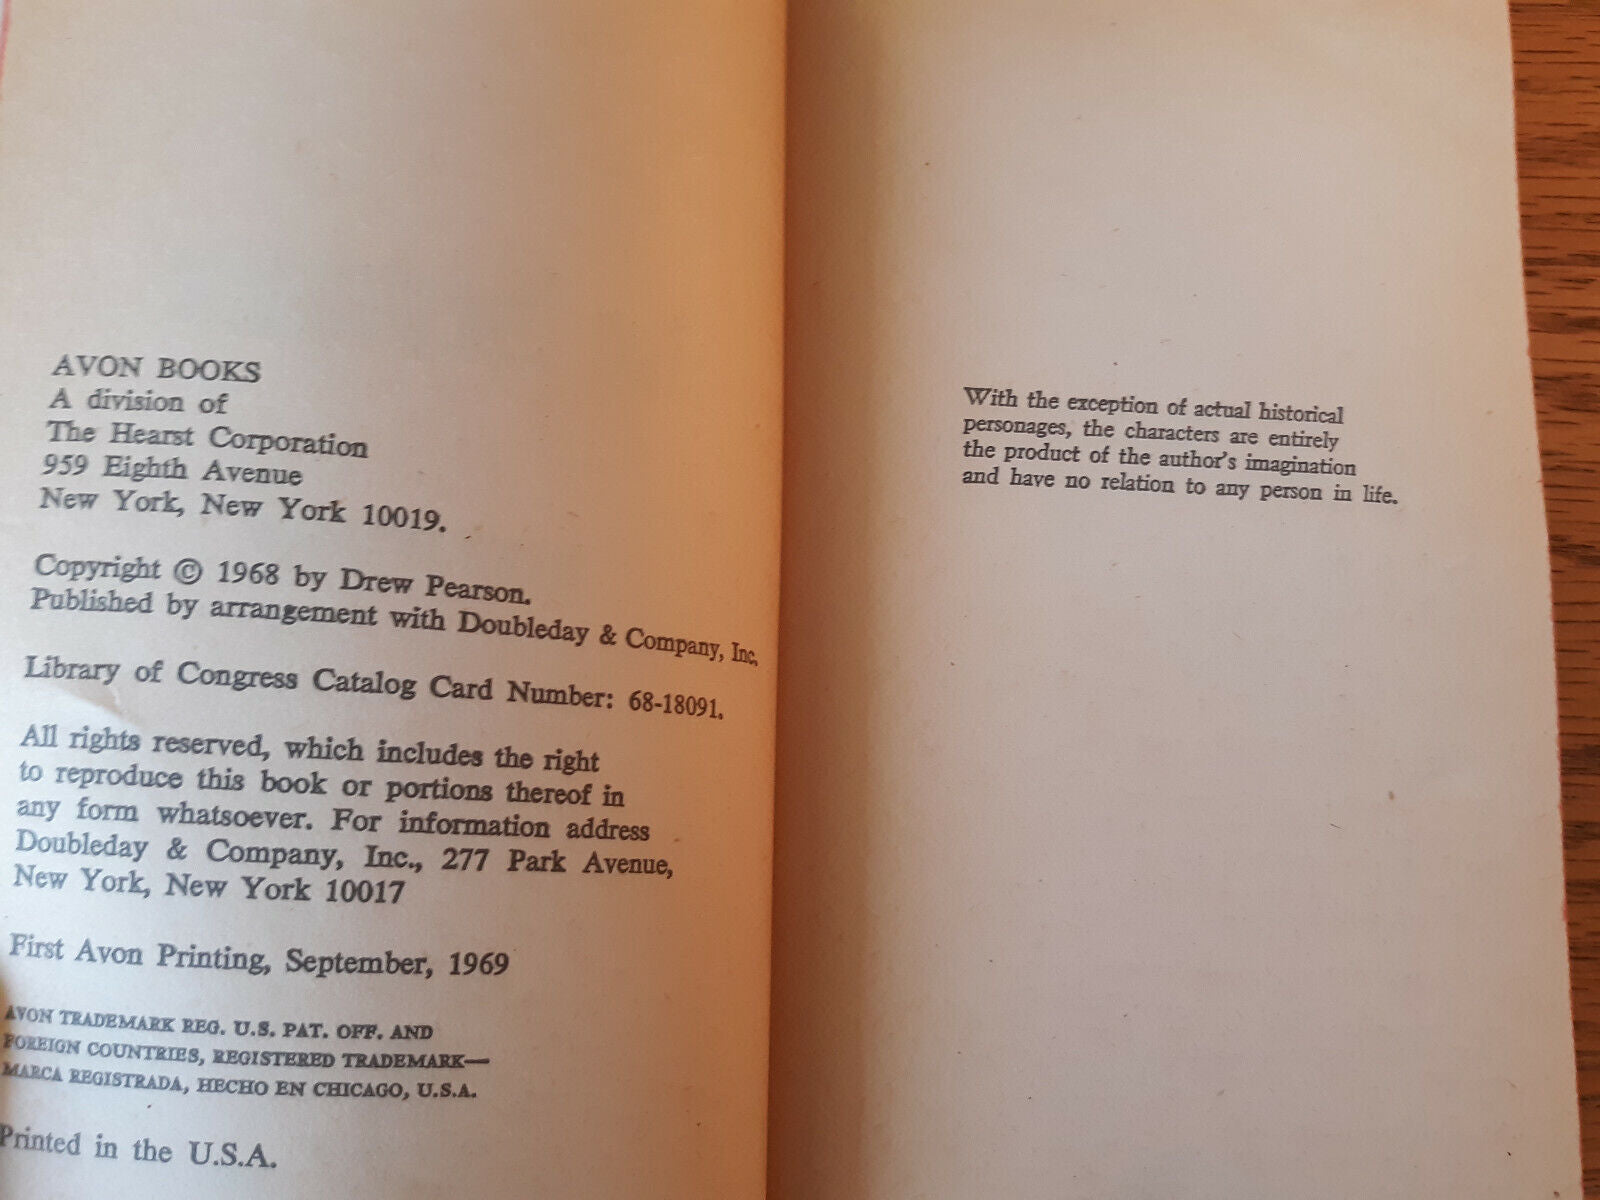 AVON BOOKS
A division of
The Hearst Corporation
959 Eighth Avenue
New York, New York 10019.
Copyright © 1968 by Drew Pearson.
Published by arrangement with Doubleday & Company, Inc.
Library of Congress Catalog Card Number: 68-18091.
All rights reserved, which includes the right
to reproduce this book or portions thereof in
any form whatsoever. For information address
Doubleday & Company, Inc., 277 Park Avenue,
New York, New York 10017
First Avon Printing, September, 1969
AVON TRADEMARK REG. U.S. PAT. OFF. AND
FOREIGN COUNTRIES, REGISTERED TRADEMARK—
MARCA REGISTRADA, HECHO EN CHICAGO, U.S.A.
Printed in the U.S.A.
With the exception of actual historical
personages, the characters are entirely
the product of the author's imagination
and have no relation to any person in life.